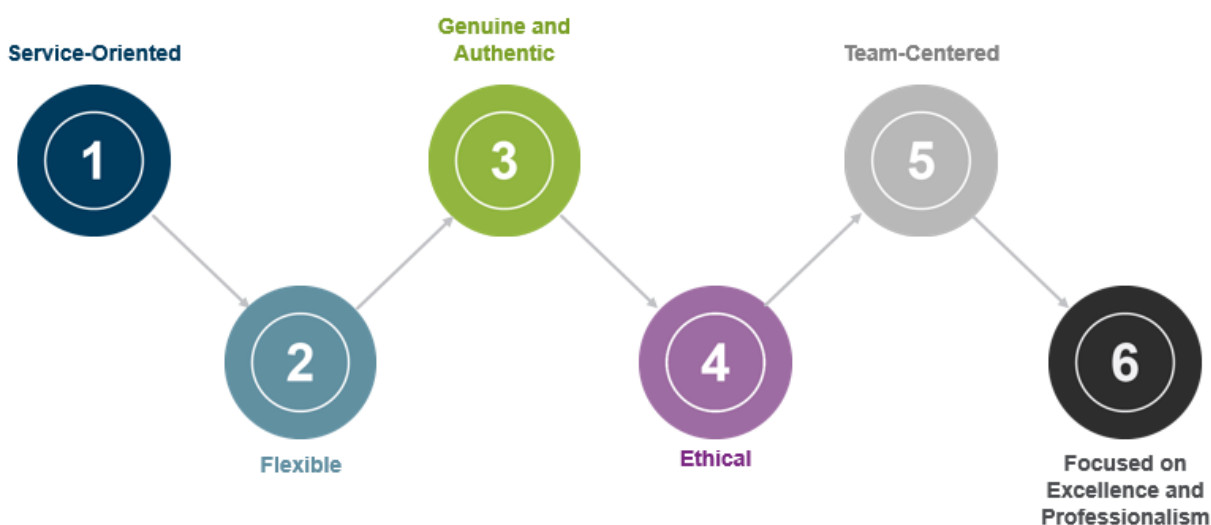 Service-Oriented
1
2
Flexible
Genuine and
Authentic
3
4
Ethical
Team-Centered
5
6
Focused on
Excellence and
Professionalism